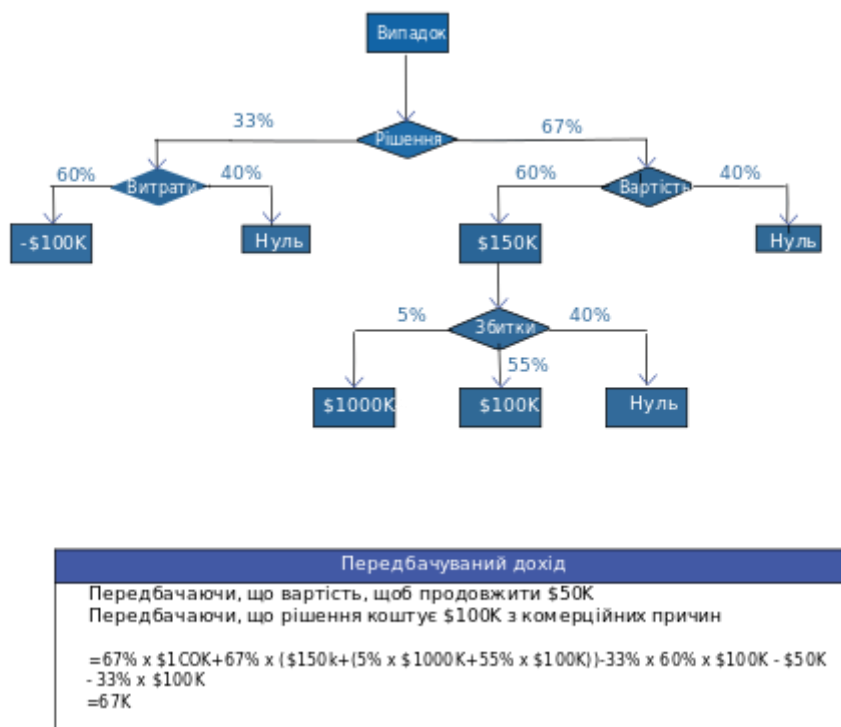 Випадок
33%
Рішення
67%
60%
Витрати
40%
60%
Вартість
40%
-$100K
Нуль
$150K
Нуль
5%
Збитки
40%
55%
$1000K
$100K
Нуль
Передбачуваний дохід
Передбачаючи, що вартість, щоб продовжити $50K
Передбачаючи, що рішення коштує $100K з комерційних причин
=67% x $1COK+67% x ($150k+(5% x $1000K+55% x $100K))-33% x 60% x $100K - $50K
- 33% x $100K
=67K